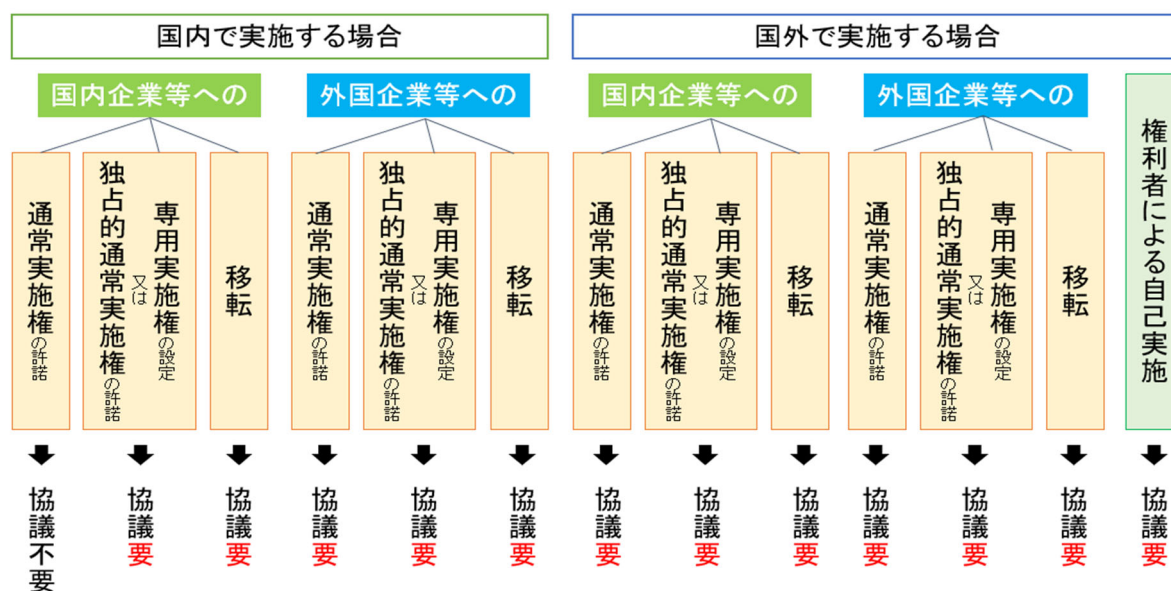 国内で実施する場合
国外で実施する場合
国内企業等への
外国企業等への
国内企業等への
外国企業等への
権利者による自己実施
通常実施権の許諾
専用実施権の設定
又は
独占的通常実施権の許諾
移転
通常実施権の許諾
専用実施権の設定
又は
独占的通常実施権の許諾
移転
通常実施権の許諾
専用実施権の設定
又は
独占的通常実施権の許諾
移転
通常実施権の許諾
専用実施権の設定
又は
独占的通常実施権の許諾
移転
協議不要
協議要
協議要
協議要
協議要
協議要
協議要
協議要
協議要
協議要
協議要
協議要
協議要